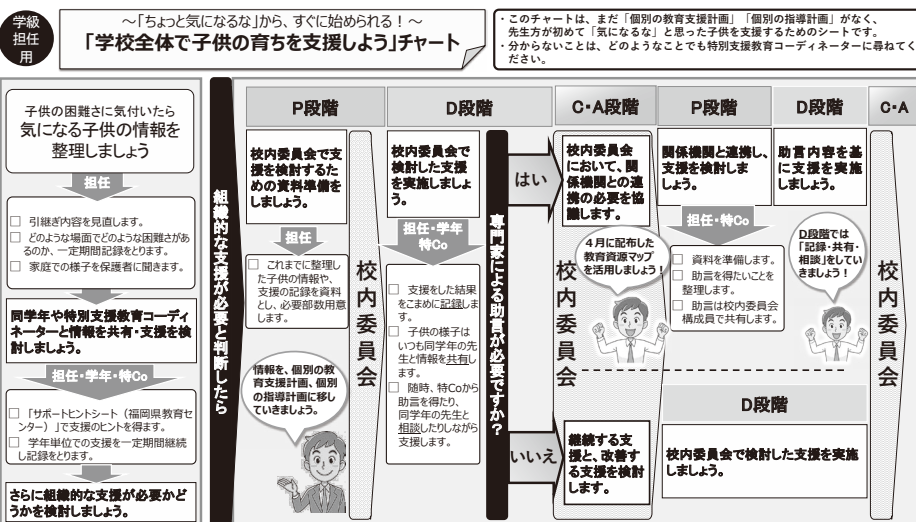 学級
担任
用
～「ちょっと気になるな」から、すぐに始められる！～
「学校全体で子供の育ちを支援しよう」チャート
・このチャートは、まだ「個別の教育支援計画」「個別の指導計画」がなく、
先生方が初めて「気になるな」と思った子供を支援するためのシートです。
・分からないことは、どのようなことでも特別支援教育コーディネーターに尋ねてく
ださい。
子供の困難さに気付いたら
気になる子供の情報を
整理しましょう
担任
□ 引継ぎ内容を見直します。
□ どのような場面でどのような困難さがあ
るのか、一定期間記録をとります。
□ 家庭での様子を保護者に聞きます。
同学年や特別支援教育コーディ
ネーターと情報を共有・支援を検
討しましょう。
担任・学年・特Co
□ 「サポートヒントシート（福岡県教育セ
ンター）」で支援のヒントを得ます。
□ 学年単位での支援を一定期間継続
し記録をとります。
さらに組織的な支援が必要かど
うかを検討しましょう。
組織的な支援が必要と判断したら
P段階
校内委員会で支
援を検討するた
めの資料準備を
しましょう。
担任
□ これまでに整理し
た子供の情報や、
支援の記録を資料
とし、必要部数用意
します。
情報を、個別の教
育支援計画、個別
の指導計画に移し
ていきましょう。
校内委員会
D段階
校内委員会で
検討した支援
を実施しましょ
う。
担任・学年
特Co
□ 支援をした結果
をこまめに記録しま
す。
□ 子供の様子は
いつも同学年の先
生と情報を共有しま
す。
□ 随時、特Coから
助言を得たり、
同学年の先生と
相談したりしながら
支援します。
専門家による助言が必要ですか？
はい
いいえ
C・A段階
校内委員会
において、関
係機関との連
携の必要を協
議します。
４月に配布した
教育資源マップ
を活用しましょう！
校内委員会
継続する支
援と、改善す
る支援を検討
します。
P段階
関係機関と連携し、
支援を検討しま
しょう。
担任・特Co
□ 資料を準備します。
□ 助言を得たいことを
整理します。
□ 助言は校内委員会
構成員で共有します。
D段階
助言内容を基
に支援を実施
しましょう。
D段階では
「記録・共有・
相談」をしてい
きましょう！
D段階
校内委員会で検討した支援を実施
しましょう。
C・A
校内委員会